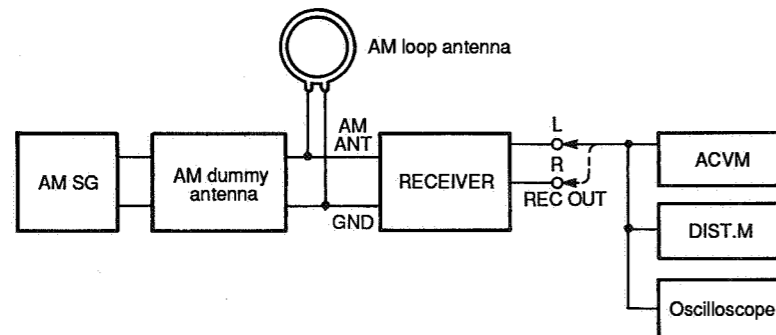 AM loop antenna
AM
ANT
L
AM SG
AM dummy
antenna
RECEIVER
R
REC OUT
GND
ACVM
DIST.M
Oscilloscope